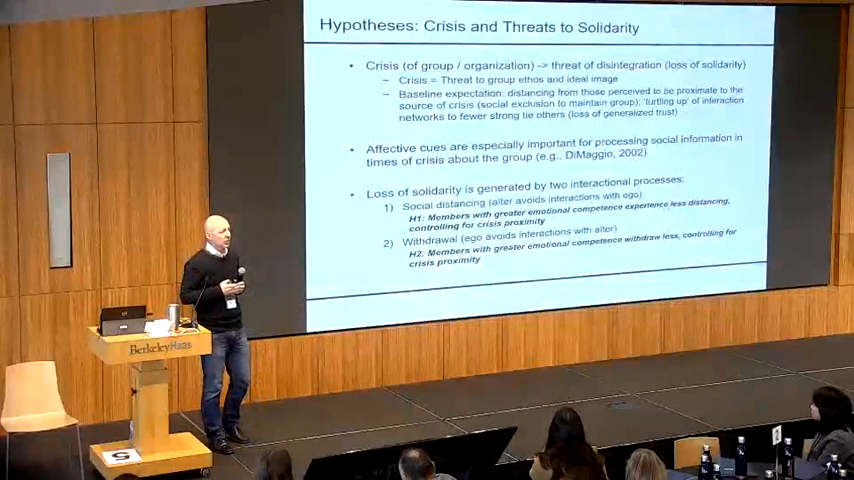 Hypotheses: Crisis and Threats to Solidarity
• Crisis (of group / organization) -> threat of disintegration (loss of solidarity)
– Crisis = Threat to group ethos and ideal image
– Baseline expectation: distancing from those perceived to be proximate to the
source of crisis (social exclusion to maintain group); 'turtling up' of interaction
networks to fewer strong tie others (loss of generalized trust)
• Affective cues are especially important for processing social information in
times of crisis about the group (e.g., DiMaggio, 2002)
• Loss of solidarity is generated by two interactional processes:
1) Social distancing (alter avoids interactions with ego)
H1: Members with greater emotional competence experience less distancing,
controlling for crisis proximity
2) Withdrawal (ego avoids interactions with alter)
H2: Members with greater emotional competence withdraw less, controlling for
crisis proximity
BerkeleyHaas